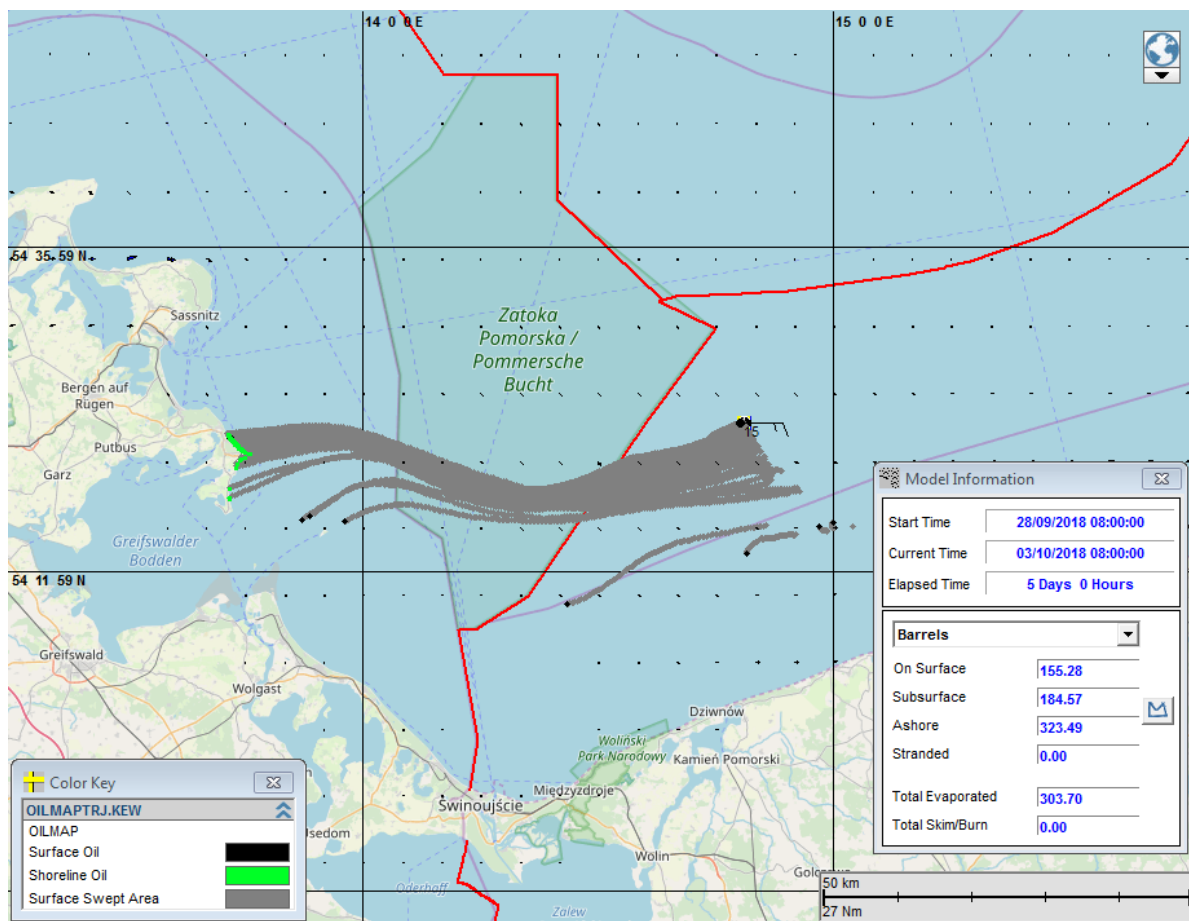 14 0 0 E
15 0 0 E
54 35 59 N
Sassnitz
Zatoka
Pomorska /
Pommersche
Bucht
Bergen auf
Rügen
Putbus
Garz
15
Greifswalder
Bodden
54 11 59 N
Greifswald
Wolgast
Dziwnów
Woliński
Park Narodowy
Kamień Pomorski
Międzyzdroje
Świnoujście
Usedom
Wolin
Oderhaff
Zalew
Model Information
Start Time 28/09/2018 08:00:00
Current Time 03/10/2018 08:00:00
Elapsed Time 5 Days 0 Hours
Barrels
On Surface 155.28
Subsurface 184.57
Ashore 323.49
Stranded 0.00
Total Evaporated 303.70
Total Skim/Burn 0.00
Color Key
OILMAPTRJ.KEW
OILMAP
Surface Oil
Shoreline Oil
Surface Swept Area
50 km
27 Nm